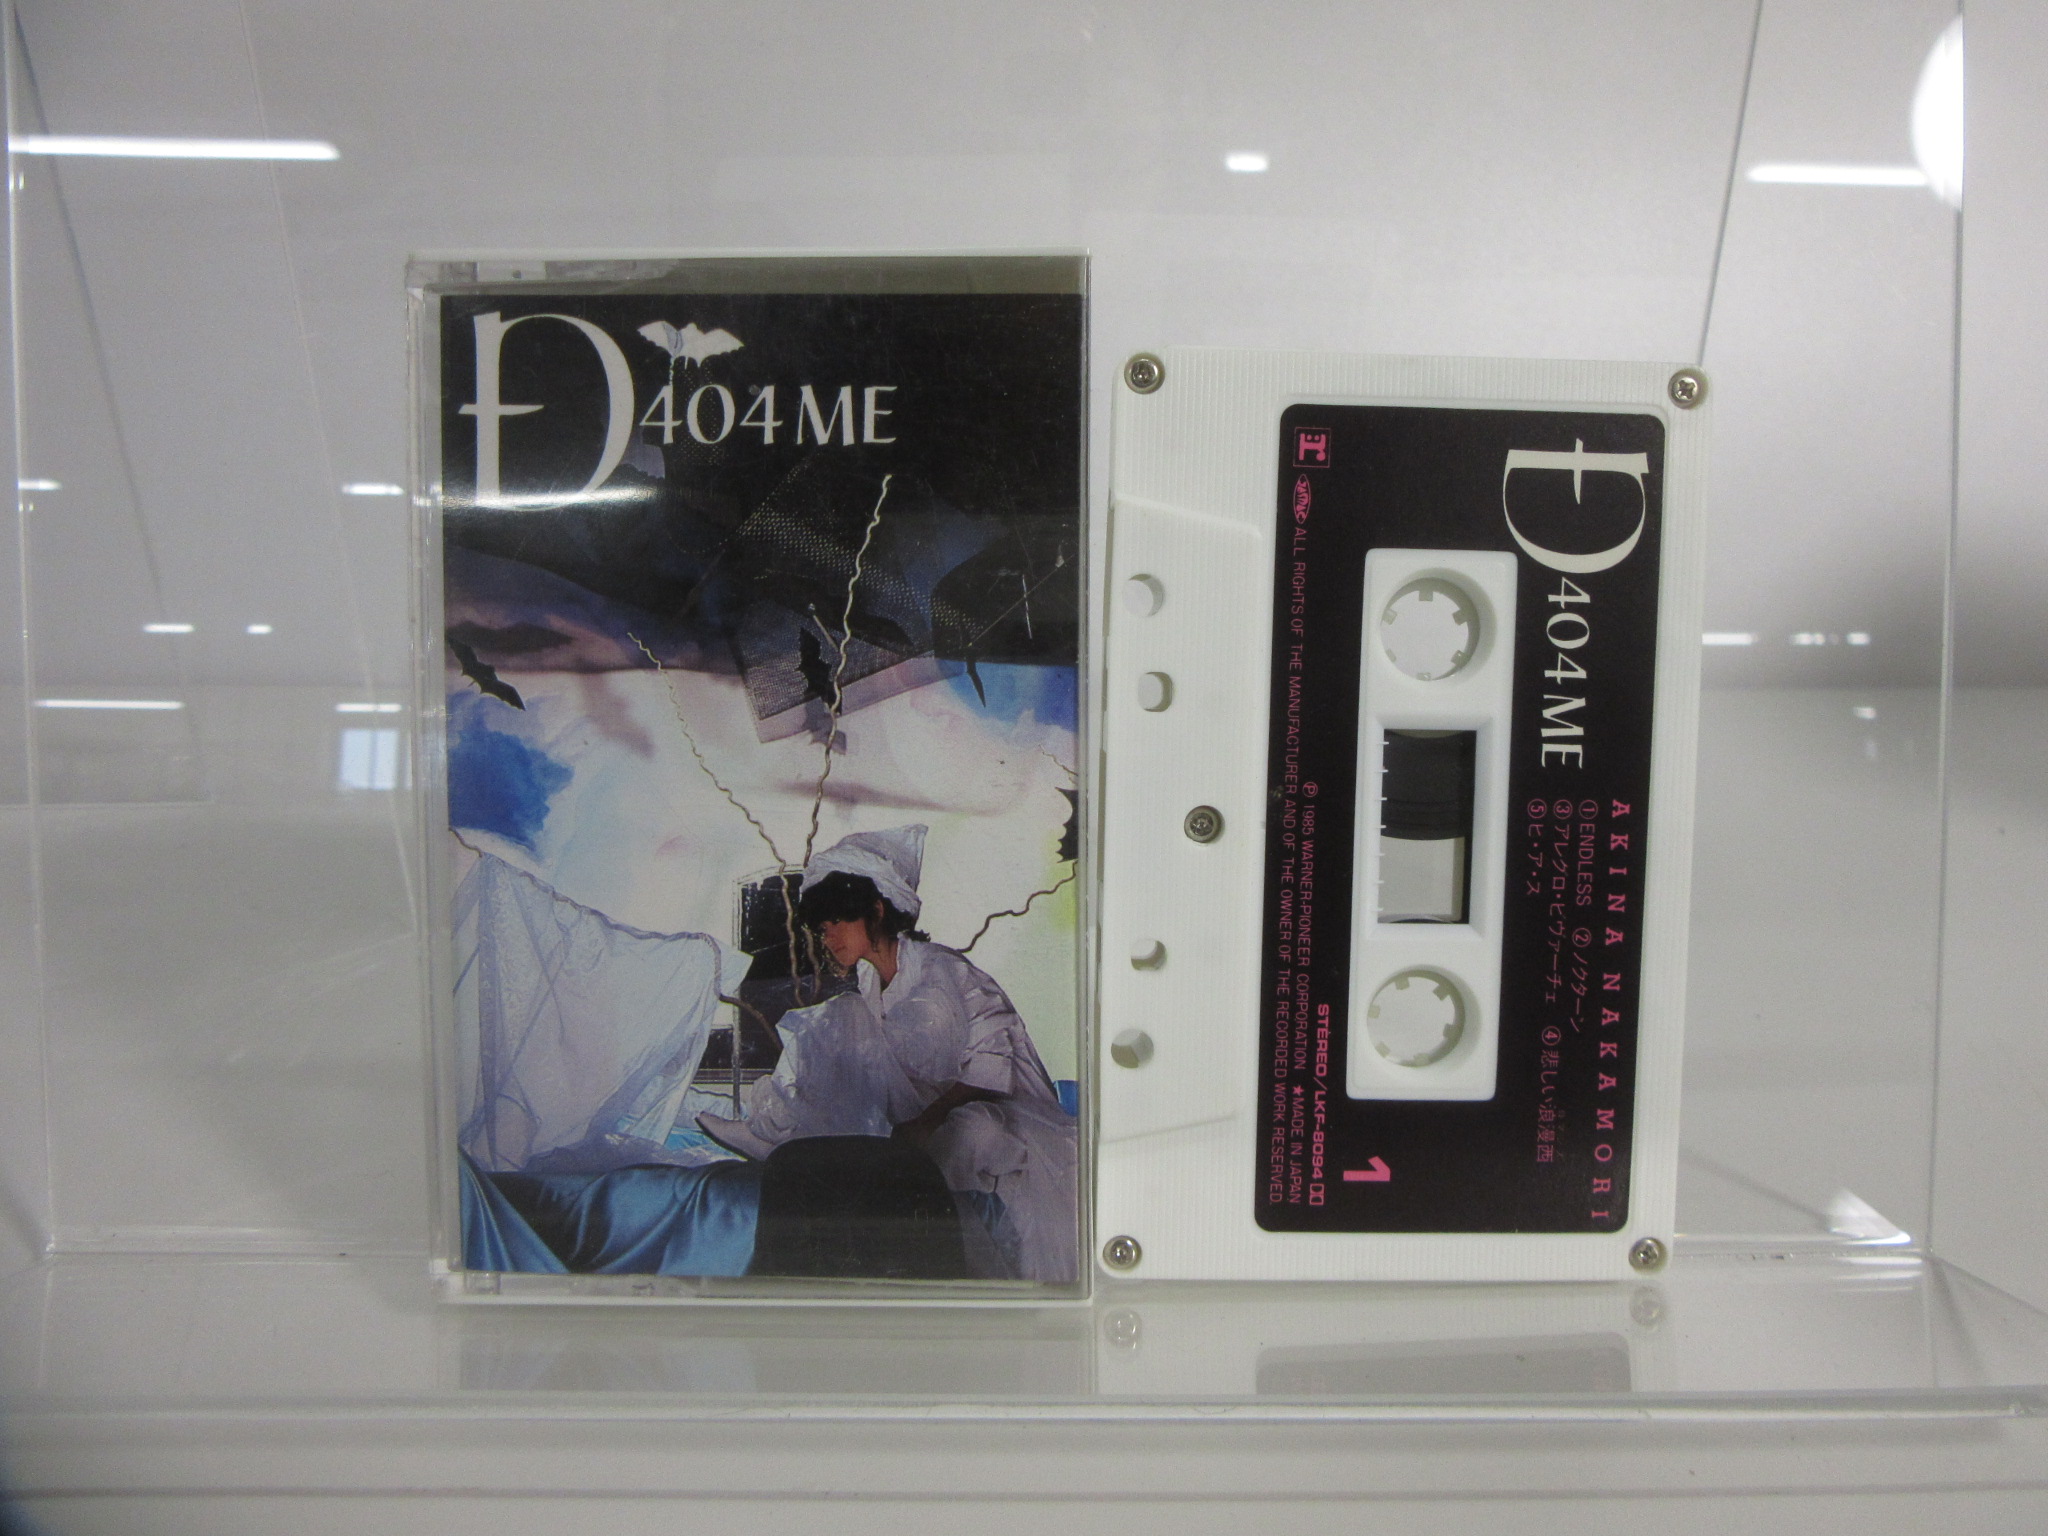 D404ME
D404ME
AKINA NAKAMORI
①ENDLESS ②ノクターン
③アレグロ・ビヴァーチェ ④悲しい浪漫西
⑤ヒ・ア・ス
1
STEREO/LKF-8094
Ⓟ 1985 WARNER-PIONEER CORPORATION ★MADE IN JAPAN
r JASRAC ALL RIGHTS OF THE MANUFACTURER AND OF THE OWNER OF THE RECORDED WORK RESERVED.